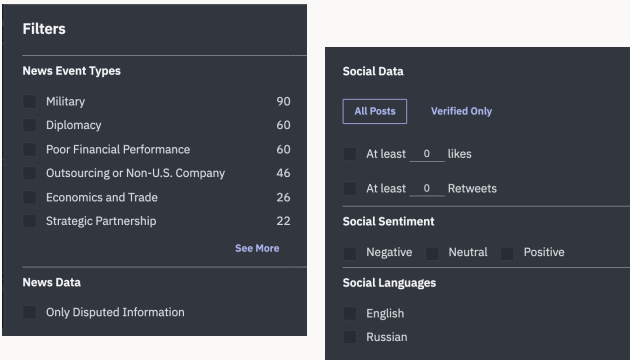 Filters
News Event Types
Military 90
Diplomacy 60
Poor Financial Performance 60
Outsourcing or Non-U.S. Company 46
Economics and Trade 26
Strategic Partnership 22
See More
News Data
Only Disputed Information
Social Data
All Posts Verified Only
At least 0 likes
At least 0 Retweets
Social Sentiment
Negative Neutral Positive
Social Languages
English
Russian